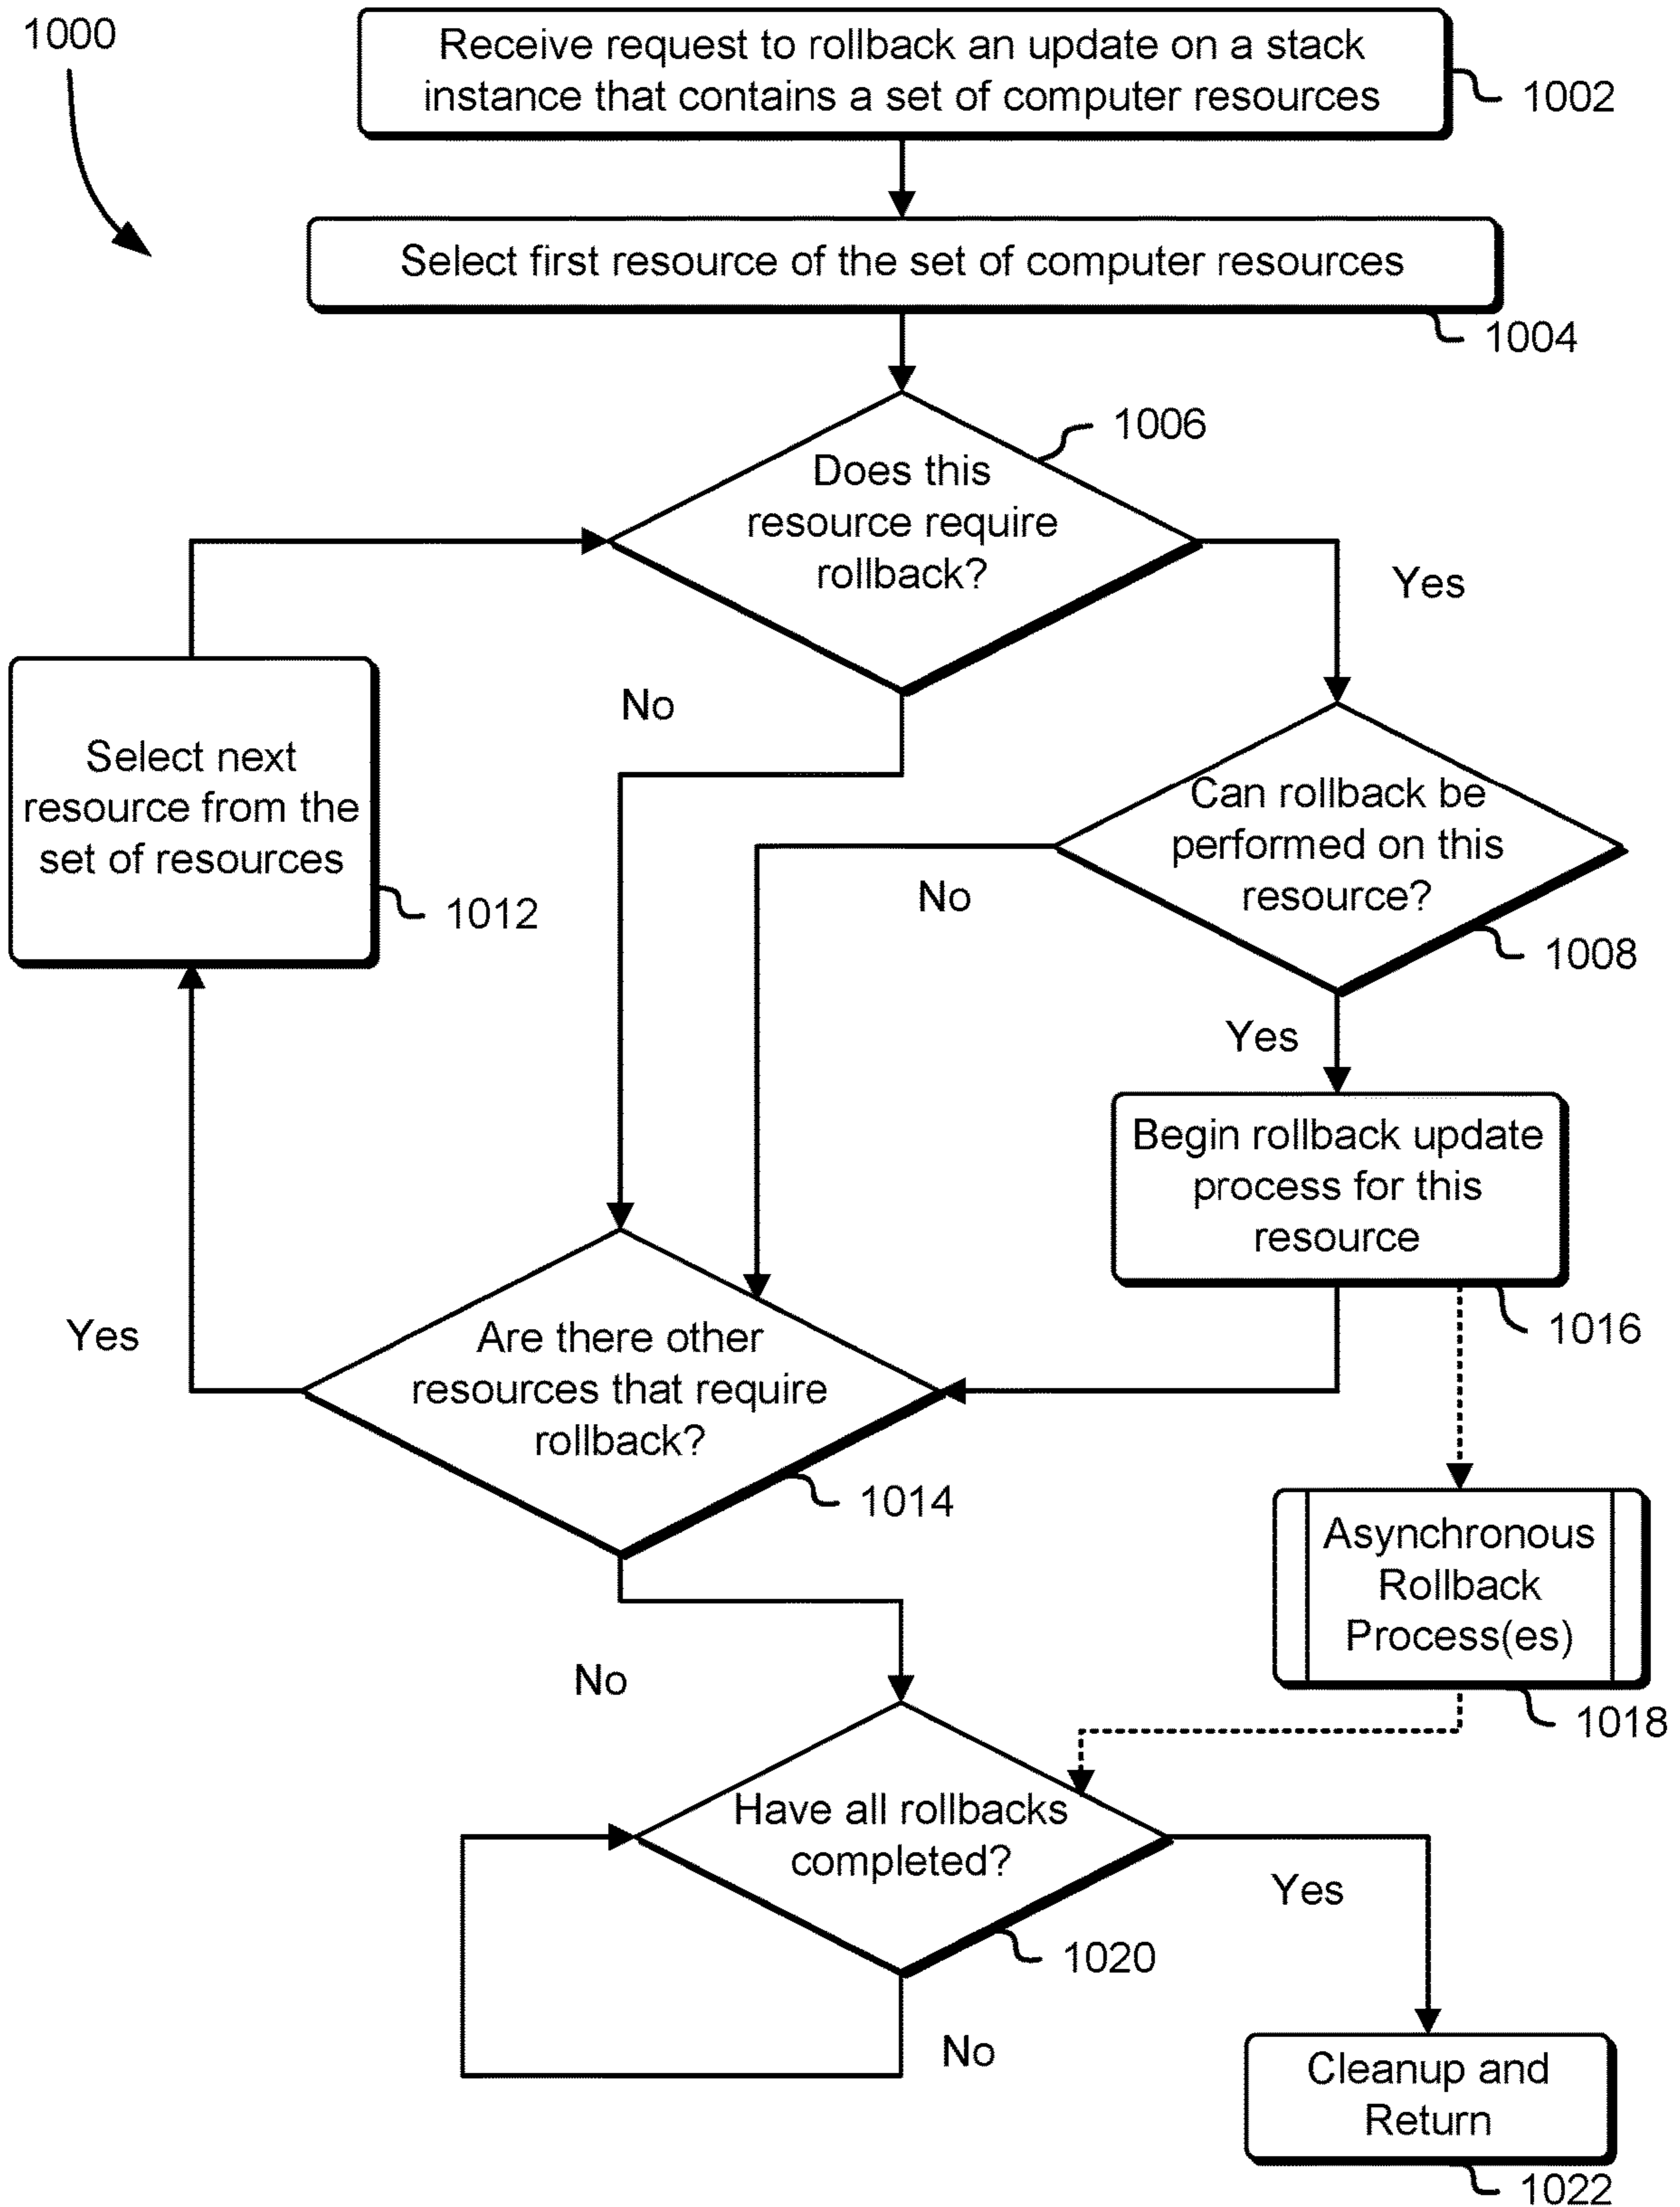 1000
Receive request to rollback an update on a stack
instance that contains a set of computer resources
1002
Select first resource of the set of computer resources
1004
1006
Does this
resource require
rollback?
Yes
No
Select next
resource from the
set of resources
1012
Can rollback be
performed on this
resource?
No
1008
Yes
Begin rollback update
process for this
resource
1016
Yes
Are there other
resources that require
rollback?
1014
Asynchronous
Rollback
Process(es)
1018
No
Have all rollbacks
completed?
Yes
1020
No
Cleanup and
Return
1022